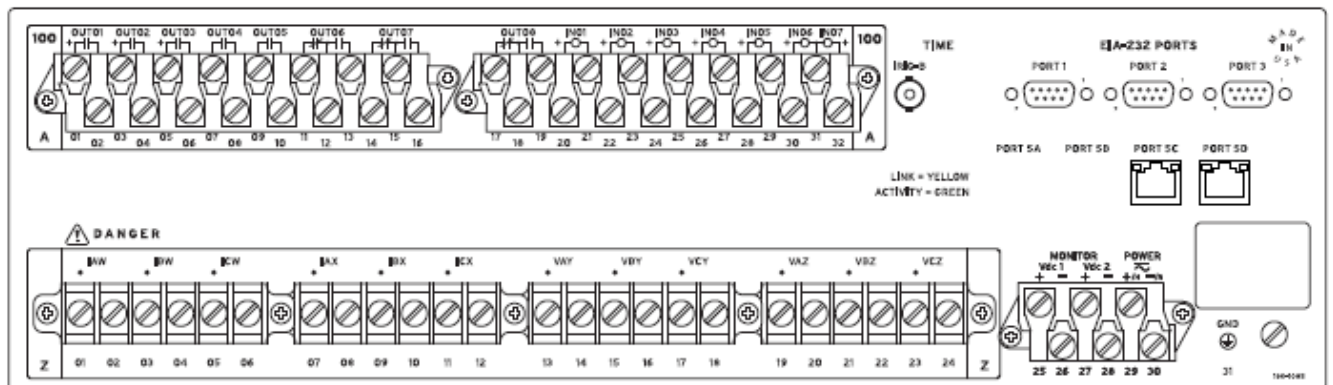 100 OUT01 OUT02 OUT03 OUT04 OUT05 OUT06 OUT07 OUT08 IN01 IN02 IN03 IN04 IN05 IN06 IN07 100
+ + + + + + + + + + + + + +
A 01 02 03 04 05 06 07 08 09 10 11 12 13 14 15 16 17 18 19 20 21 22 23 24 25 26 27 28 29 30 31 32 A
TIME
IRIG-B
EIA-232 PORTS
MADE IN USA
PORT 1 PORT 2 PORT 3
PORT 5A PORT 5B PORT 5C PORT 5D
LINK = YELLOW
ACTIVITY = GREEN
DANGER
IAW IBW ICW IAX IBX ICX VAY VBY VCY VAZ VBZ VCZ
Z 01 02 03 04 05 06 07 08 09 10 11 12 13 14 15 16 17 18 19 20 21 22 23 24 Z
MONITOR POWER
Vdc 1 Vdc 2
+ − + − +/H −/N
25 26 27 28 29 30
GND
31